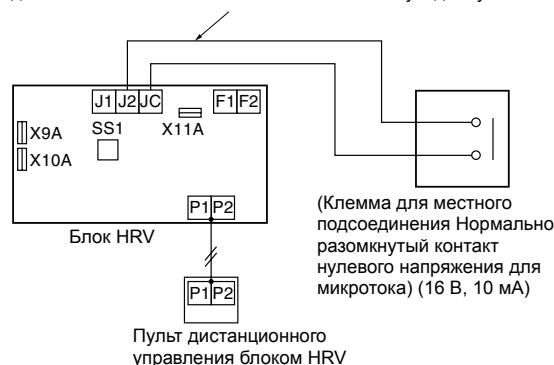 J1 J2 JC
F1 F2
X9A
SS1
X11A
X10A
P1 P2
Блок HRV
(Клемма для местного
подсоединения Нормально
разомкнутый контакт
нулевого напряжения для
микротока) (16 В, 10 мА)
P1 P2
Пульт дистанционного
управления блоком HRV